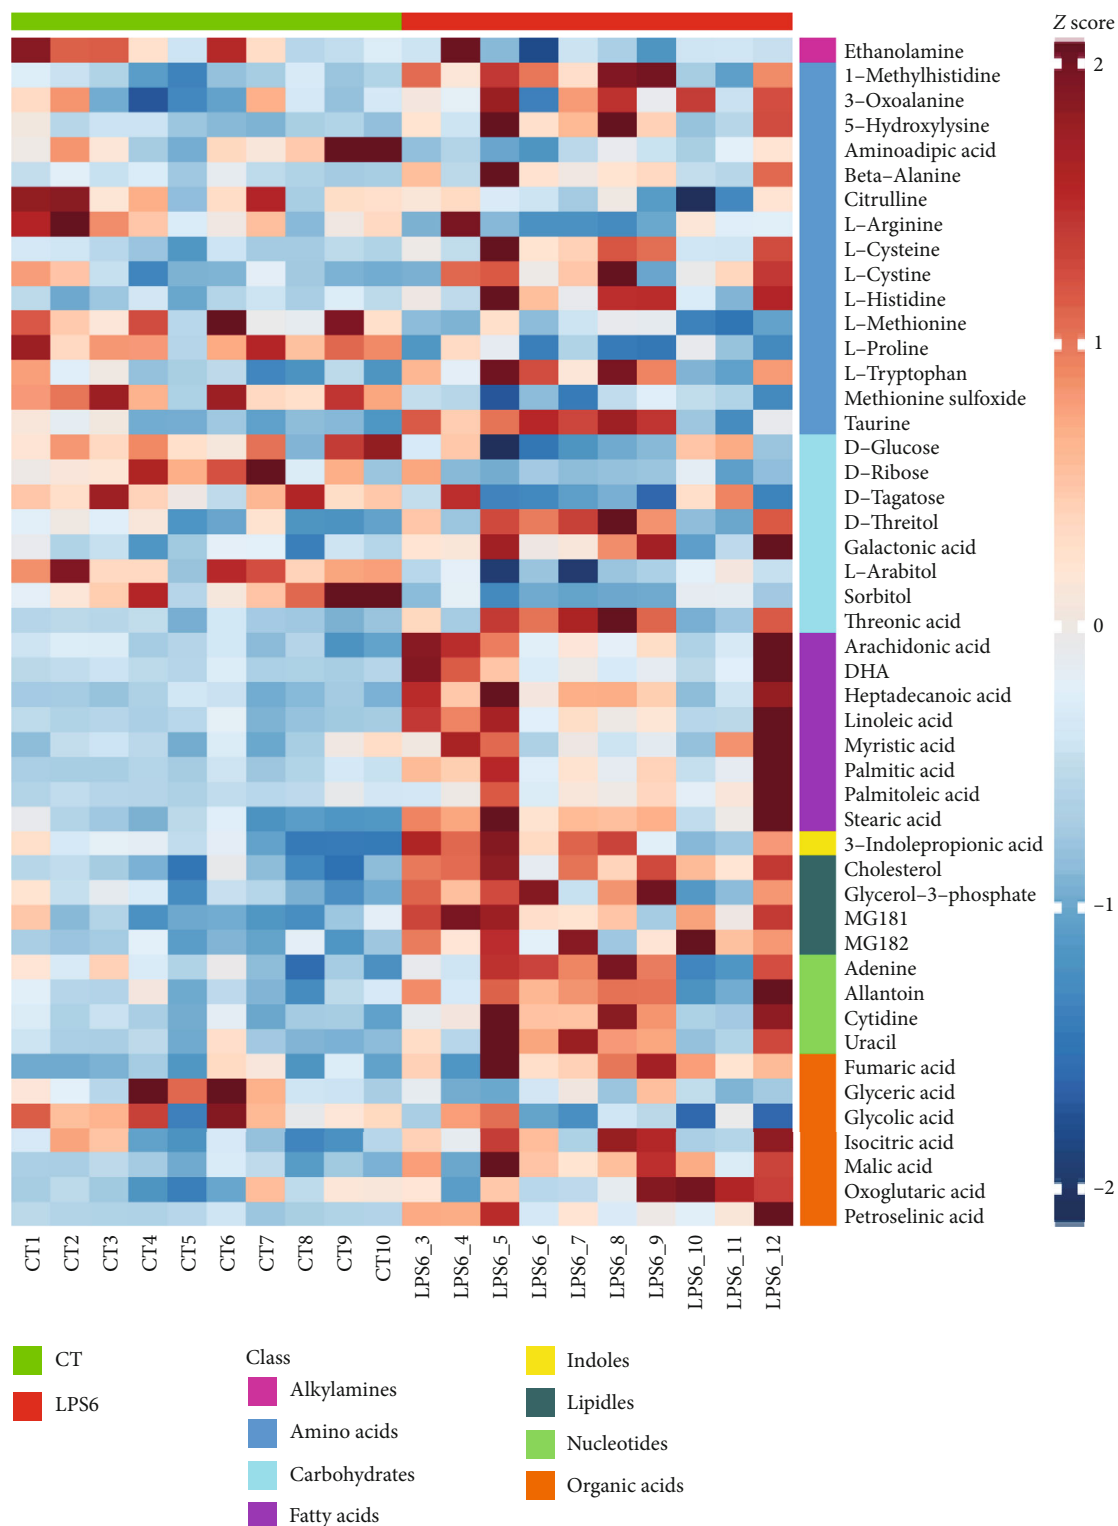 Z score
2
1
0
–1
–2
Ethanolamine
1–Methylhistidine
3–Oxoalanine
5–Hydroxylysine
Aminoadipic acid
Beta–Alanine
Citrulline
L–Arginine
L–Cysteine
L–Cystine
L–Histidine
L–Methionine
L–Proline
L–Tryptophan
Methionine sulfoxide
Taurine
D–Glucose
D–Ribose
D–Tagatose
D–Threitol
Galactonic acid
L–Arabitol
Sorbitol
Threonic acid
Arachidonic acid
DHA
Heptadecanoic acid
Linoleic acid
Myristic acid
Palmitic acid
Palmitoleic acid
Stearic acid
3–Indolepropionic acid
Cholesterol
Glycerol–3–phosphate
MG181
MG182
Adenine
Allantoin
Cytidine
Uracil
Fumaric acid
Glyceric acid
Glycolic acid
Isocitric acid
Malic acid
Oxoglutaric acid
Petroselinic acid
CT1
CT2
CT3
CT4
CT5
CT6
CT7
CT8
CT9
CT10
LPS6_3
LPS6_4
LPS6_5
LPS6_6
LPS6_7
LPS6_8
LPS6_9
LPS6_10
LPS6_11
LPS6_12
CT
LPS6
Class
Alkylamines
Amino acids
Carbohydrates
Fatty acids
Indoles
Lipidles
Nucleotides
Organic acids